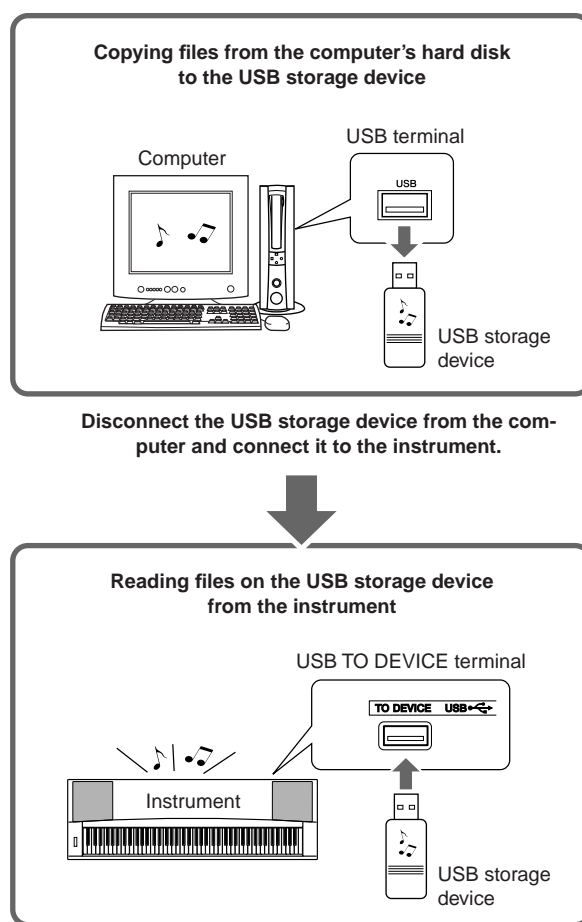 Copying files from the computer's hard disk
to the USB storage device
USB terminal
Computer
USB
USB storage
device
Disconnect the USB storage device from the com-
puter and connect it to the instrument.
Reading files on the USB storage device
from the instrument
USB TO DEVICE terminal
TO DEVICE USB
Instrument
USB storage
device